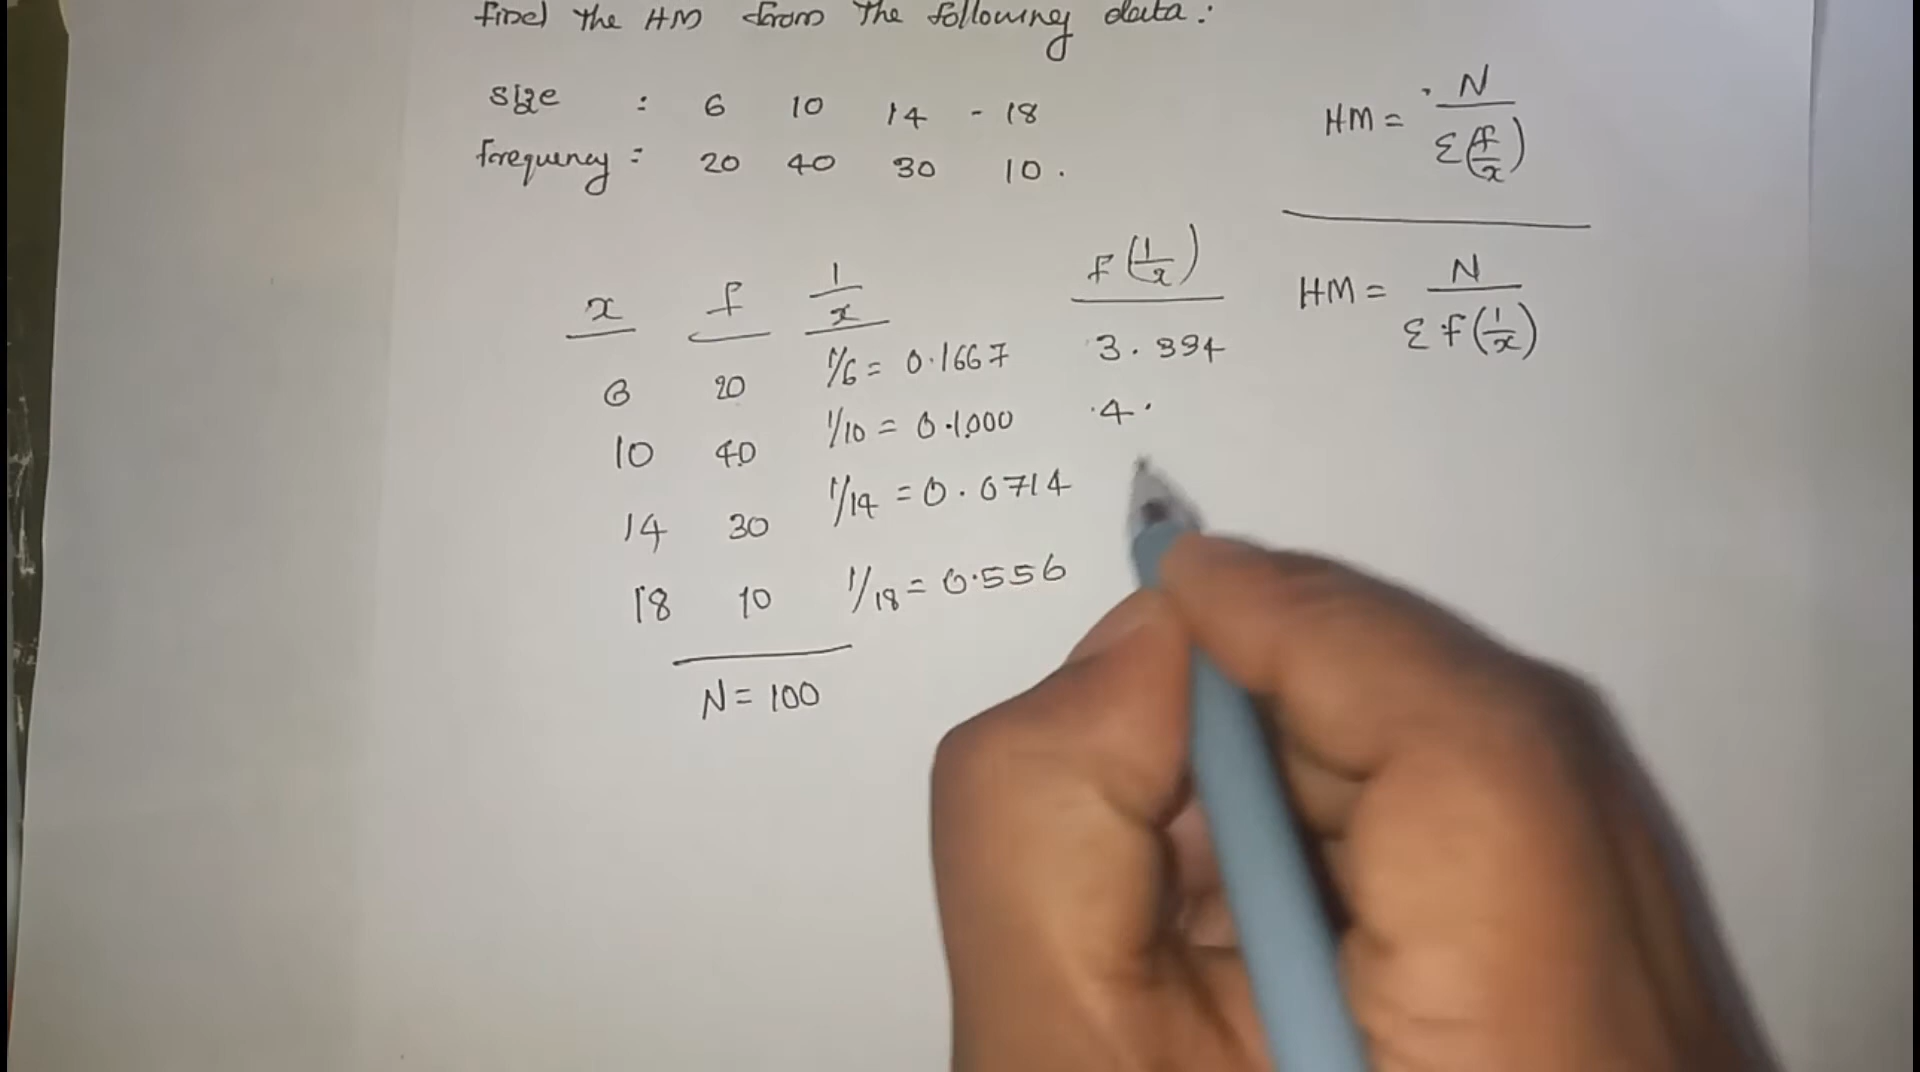 find the HM from the following data:
size : 6 10 14 - 18
frequency : 20 40 30 10.
HM = N / Σ(f/x)
x f 1/x f(1/x)
6 20 1/6 = 0.1667 3.334
10 40 1/10 = 0.1000 4.
14 30 1/14 = 0.0714
18 10 1/18 = 0.556
N = 100
HM = N / Σf(1/x)